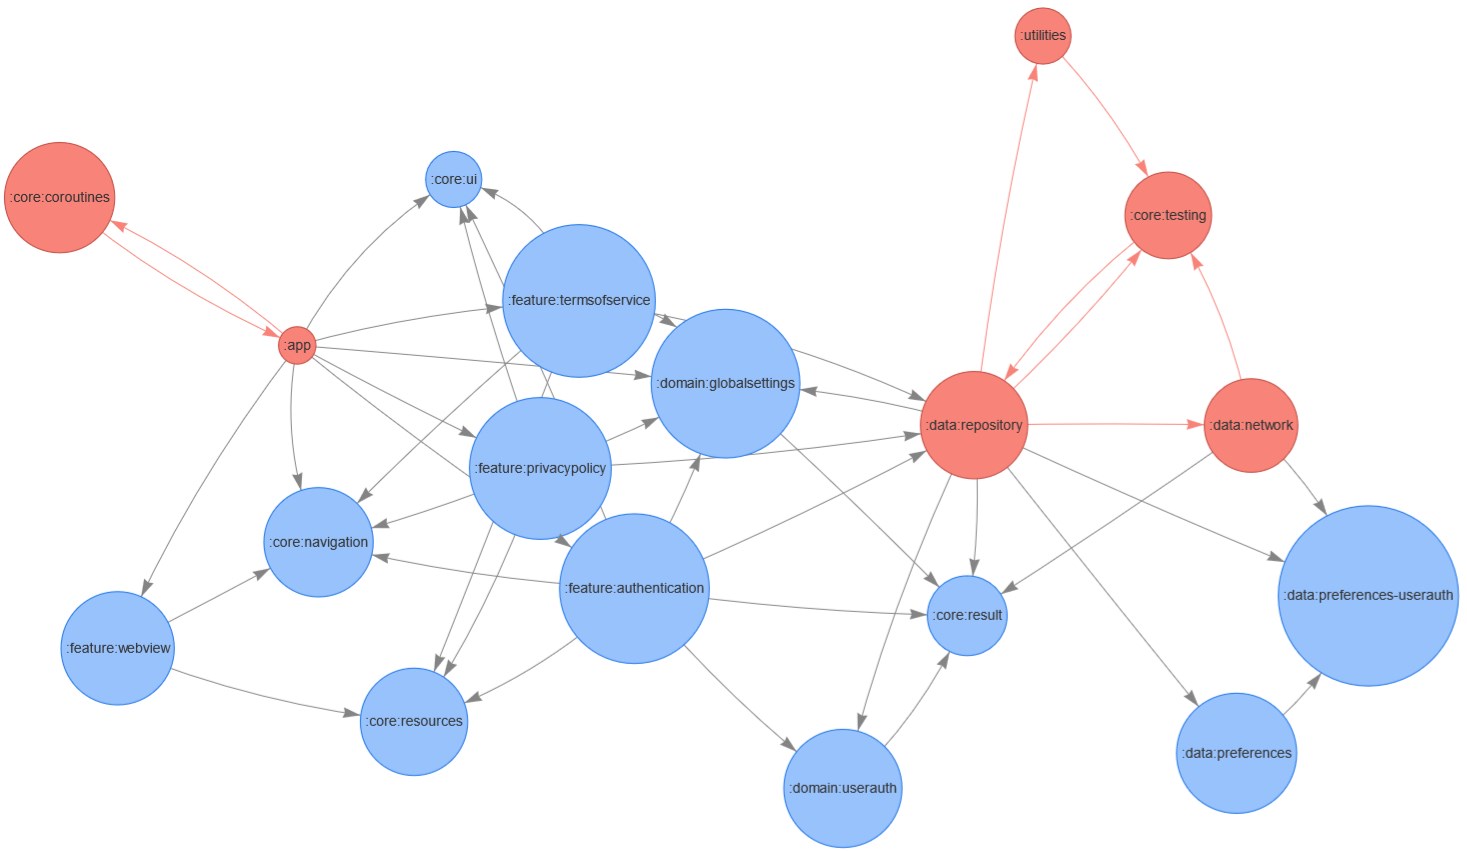 :utilities
:core:ui
:core:coroutines
:core:testing
:feature:termsofservice
:app
:domain:globalsettings
:data:repository
:data:network
:feature:privacypolicy
:core:navigation
:feature:authentication
:data:preferences-userauth
:core:result
:feature:webview
:core:resources
:data:preferences
:domain:userauth